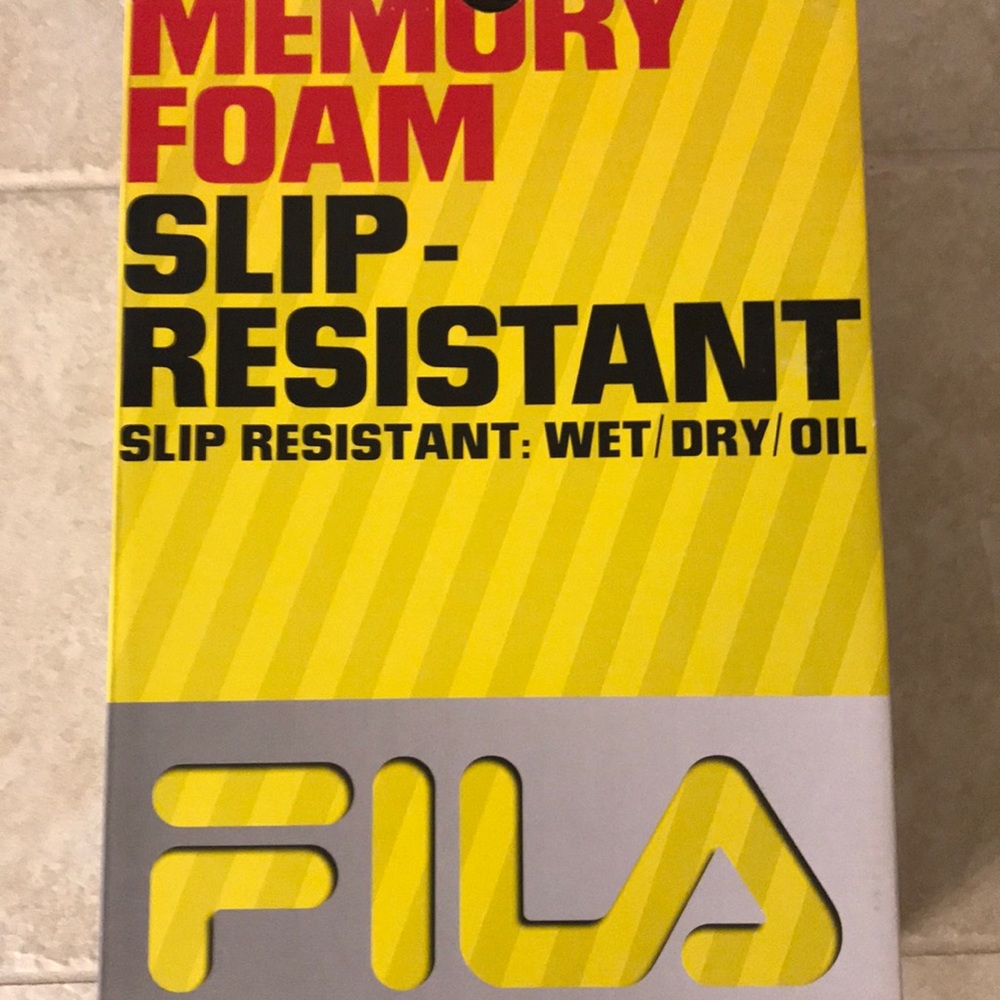 MEMORY
FOAM
SLIP-
RESISTANT
SLIP RESISTANT: WET/DRY/OIL
FILA